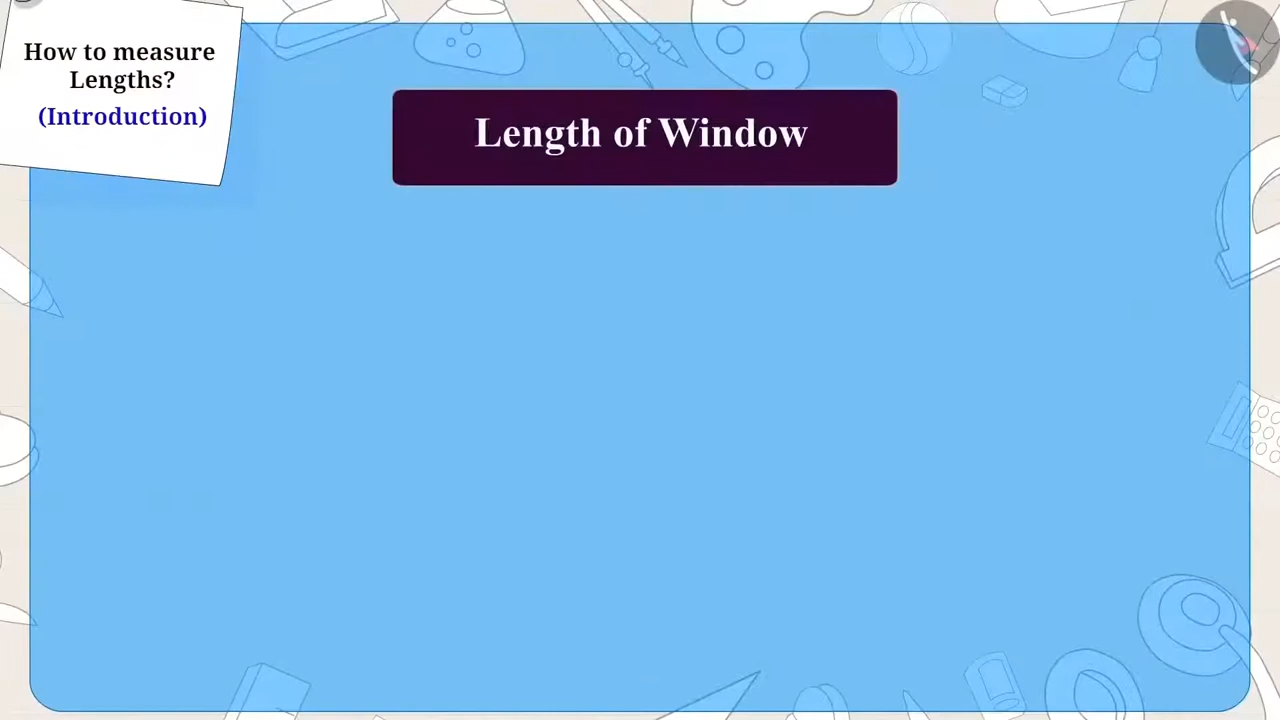 How to measure
Lengths?
(Introduction)
Length of Window